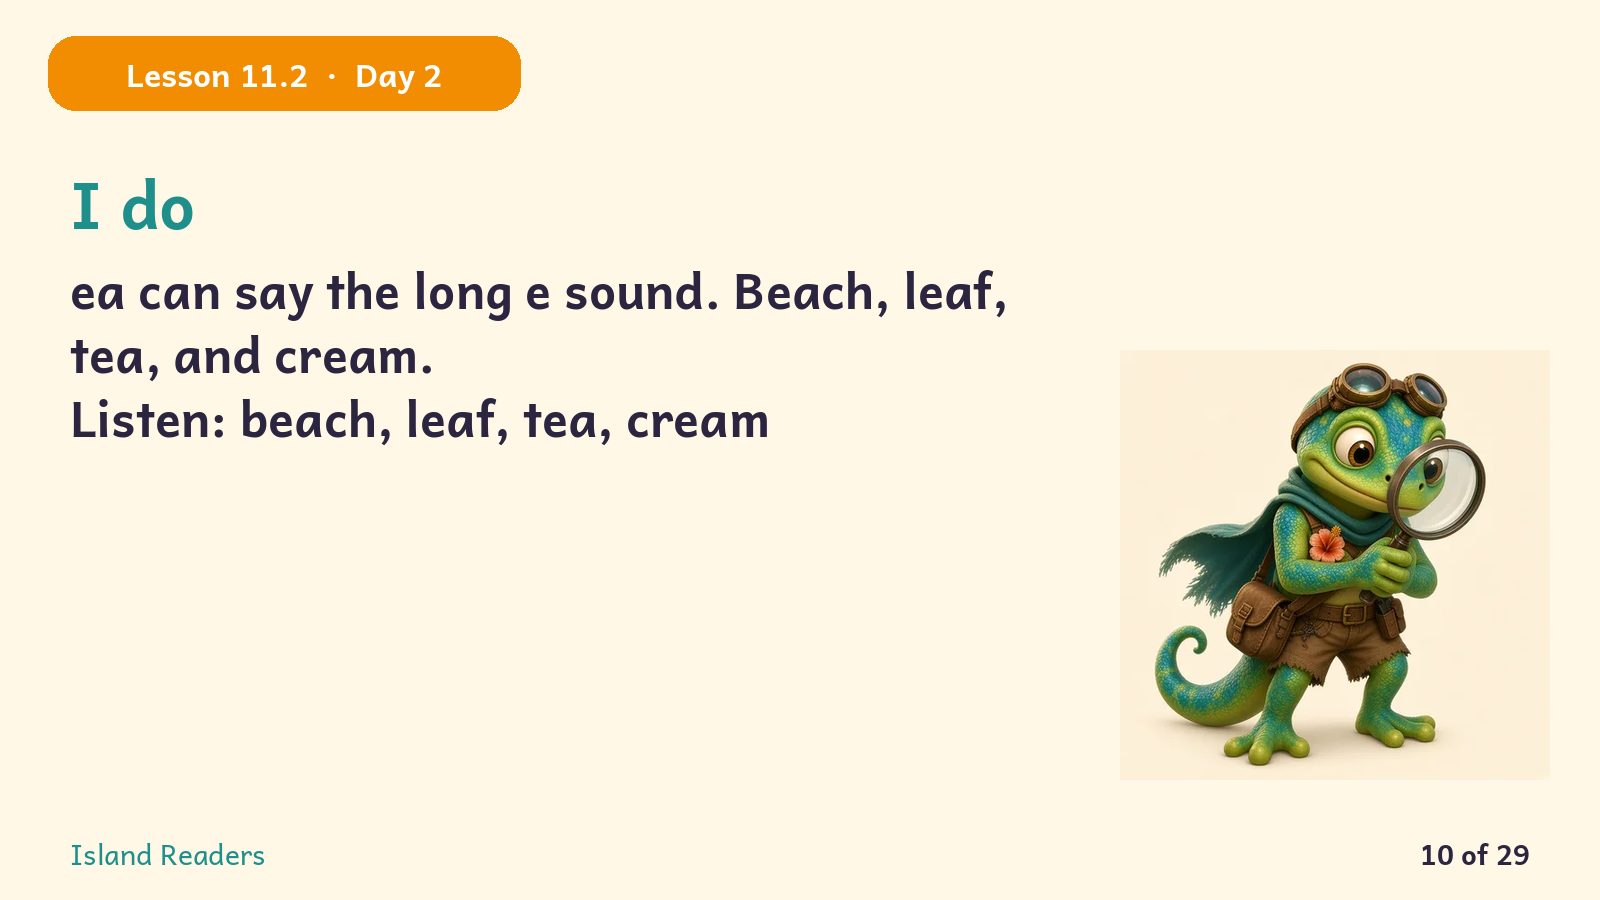 Lesson 11.2 · Day 2
I do
ea can say the long e sound. Beach, leaf,
tea, and cream.
Listen: beach, leaf, tea, cream
Island Readers
10 of 29